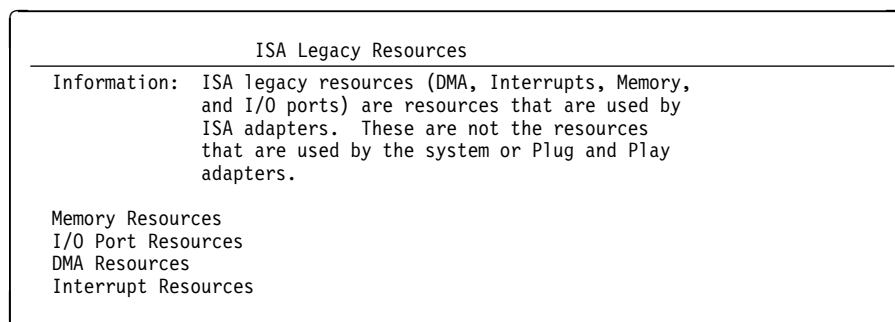 ISA Legacy Resources
Information: ISA legacy resources (DMA, Interrupts, Memory,
and I/O ports) are resources that are used by
ISA adapters. These are not the resources
that are used by the system or Plug and Play
adapters.
Memory Resources
I/O Port Resources
DMA Resources
Interrupt Resources